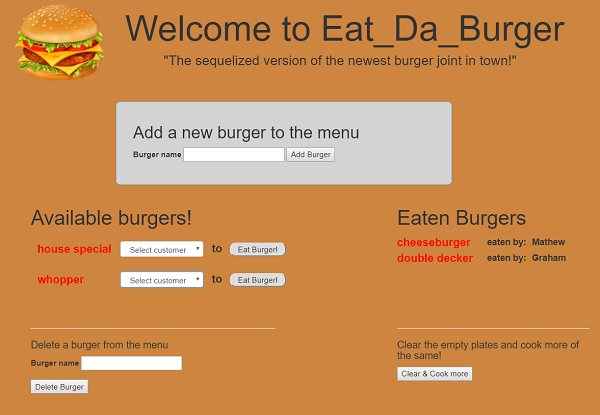 Welcome to Eat_Da_Burger
"The sequelized version of the newest burger joint in town!"
Add a new burger to the menu
Burger name Add Burger
Available burgers!
house special Select customer to Eat Burger!
whopper Select customer to Eat Burger!
Eaten Burgers
cheeseburger eaten by: Mathew
double decker eaten by: Graham
Delete a burger from the menu
Burger name
Delete Burger
Clear the empty plates and cook more of
the same!
Clear & Cook more